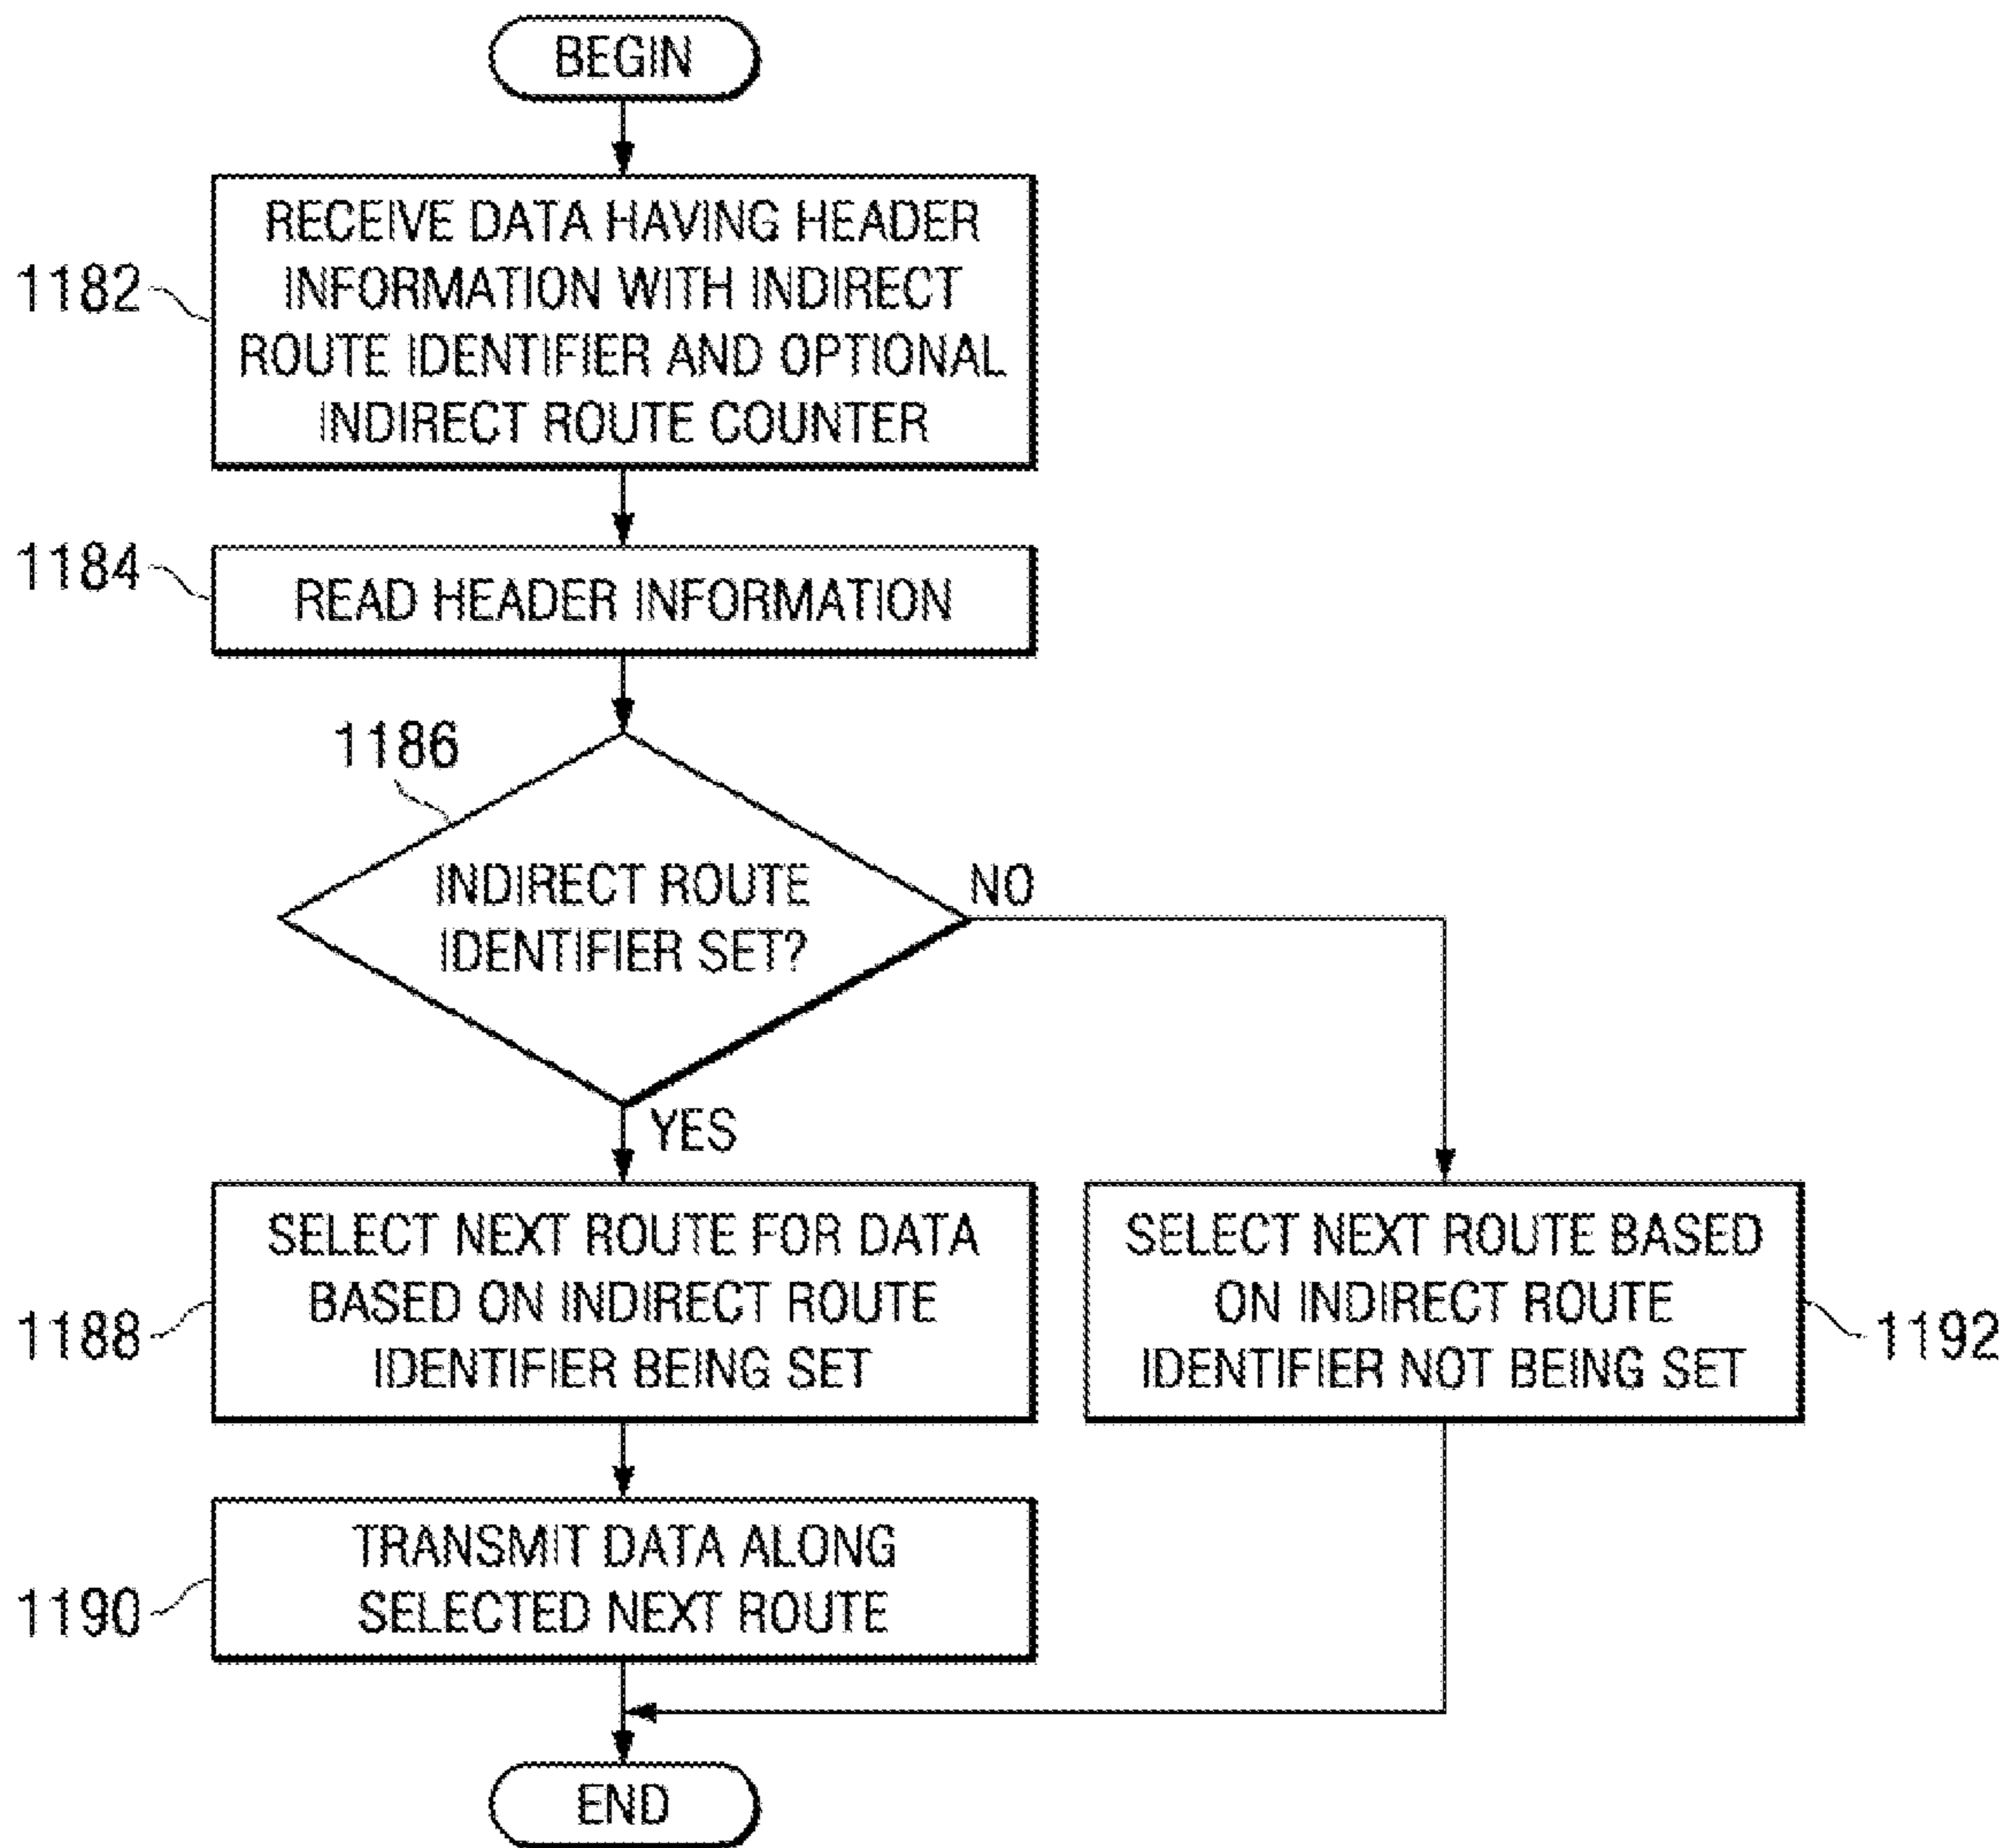 BEGIN
1182
RECEIVE DATA HAVING HEADER
INFORMATION WITH INDIRECT
ROUTE IDENTIFIER AND OPTIONAL
INDIRECT ROUTE COUNTER
1184
READ HEADER INFORMATION
1186
INDIRECT ROUTE
IDENTIFIER SET?
NO
YES
1188
SELECT NEXT ROUTE FOR DATA
BASED ON INDIRECT ROUTE
IDENTIFIER BEING SET
SELECT NEXT ROUTE BASED
ON INDIRECT ROUTE
IDENTIFIER NOT BEING SET
1192
1190
TRANSMIT DATA ALONG
SELECTED NEXT ROUTE
END